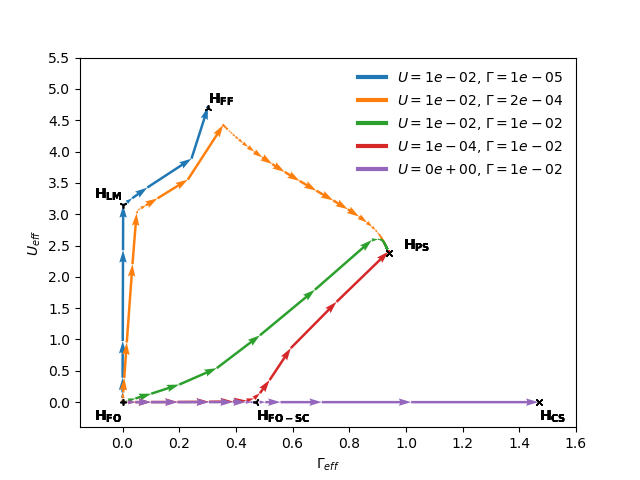 5.5
5.0
4.5
4.0
3.5
3.0
2.5
2.0
1.5
1.0
0.5
0.0
U_eff
H_FF
H_LM
H_PS
H_FO
H_FO−SC
H_CS
U = 1e − 02, Γ = 1e − 05
U = 1e − 02, Γ = 2e − 04
U = 1e − 02, Γ = 1e − 02
U = 1e − 04, Γ = 1e − 02
U = 0e + 00, Γ = 1e − 02
0.0 0.2 0.4 0.6 0.8 1.0 1.2 1.4 1.6
Γ_eff